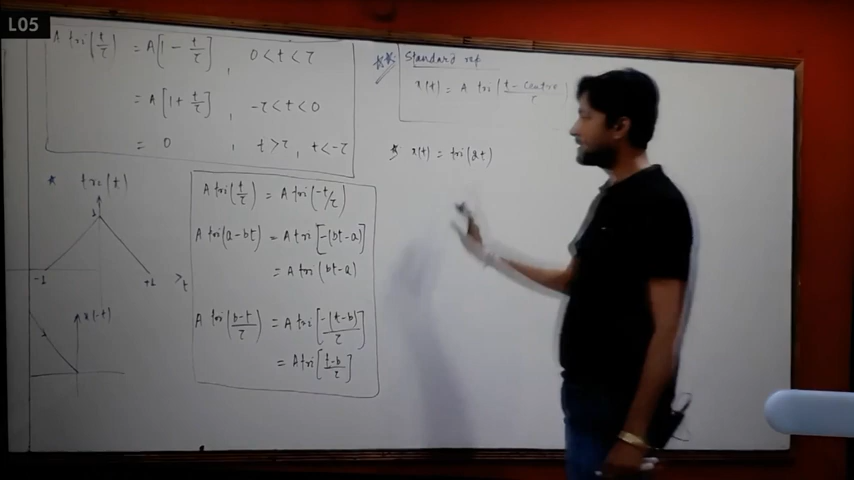 L05
A tri(t/τ) = A[1 - t/τ] , 0 < t < τ
= A[1 + t/τ] , -τ < t < 0
= 0 , t > τ, t < -τ
* tri(t)
1
-1
+1
>t
x(-t)
A tri(t/τ) = A tri(-t/τ)
A tri(a-bt) = A tri[-(bt-a)]
= A tri(bt-a)
A tri(b-t/τ) = A tri[-(t-b)/τ]
= A tri[t-b/τ]
** Standard rep
x(t) = A tri(t-centre/τ)
* x(t) = tri(2t)